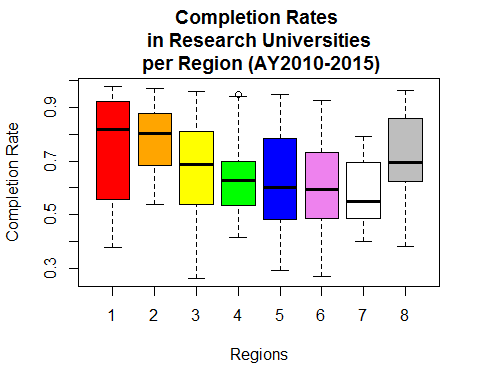 Completion Rates
in Research Universities
per Region (AY2010-2015)
Completion Rate
0.9
0.7
0.5
0.3
1 2 3 4 5 6 7 8
Regions